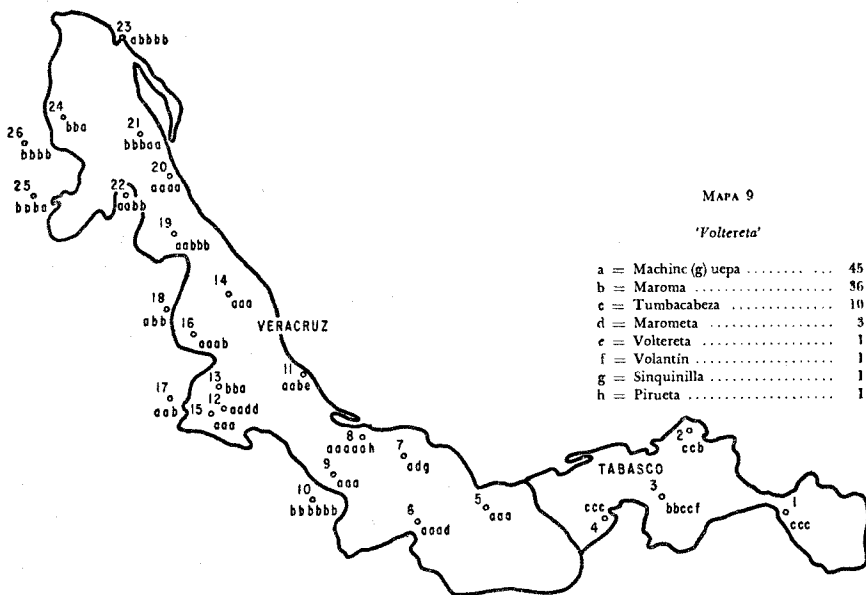 23
abbbb
24
bba
21
bbbaa
26
bbbb
20
aaaa
25
bbba
22
aabb
19
aabbb
MAPA 9
'Voltereta'
a = Machinc (g) uepa .......... ... 45
b = Maroma ..................... 36
c = Tumbacabeza ................ 10
d = Marometa ................... 3
e = Voltereta .................. 1
f = Volantín ................... 1
g = Sinquinilla ................ 1
h = Pirueta .................... 1
14
aaa
18
abb
VERACRUZ
16
aaab
11
aabe
13
bba
17
aab
12
aadd
15
aaa
8
aaaaah
7
adg
2
ccb
TABASCO
9
aaa
3
bbccf
10
bbbbbb
5
aaa
ccc
4
1
ccc
6
aaad